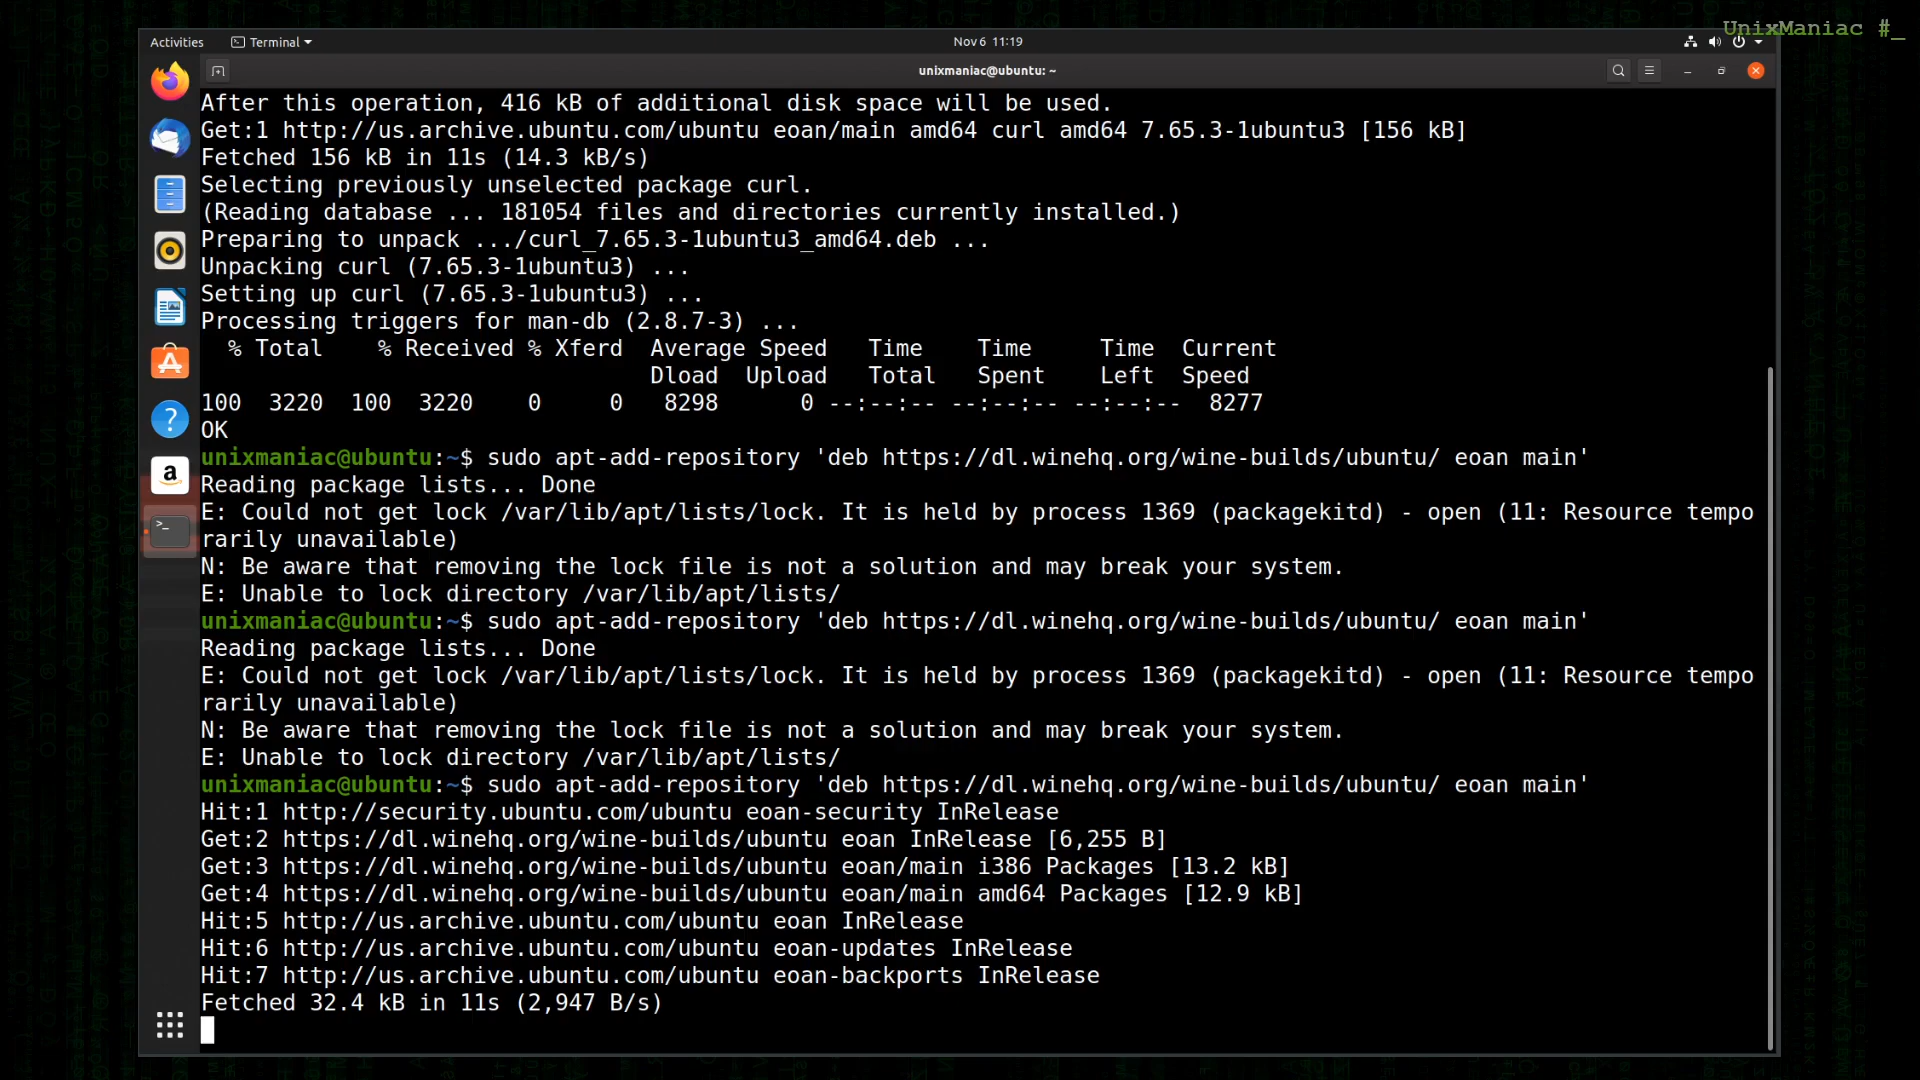 UnixManiac #_
Activities Terminal Nov 6 11:19
unixmaniac@ubuntu: ~
After this operation, 416 kB of additional disk space will be used.
Get:1 http://us.archive.ubuntu.com/ubuntu eoan/main amd64 curl amd64 7.65.3-1ubuntu3 [156 kB]
Fetched 156 kB in 11s (14.3 kB/s)
Selecting previously unselected package curl.
(Reading database ... 181054 files and directories currently installed.)
Preparing to unpack .../curl_7.65.3-1ubuntu3_amd64.deb ...
Unpacking curl (7.65.3-1ubuntu3) ...
Setting up curl (7.65.3-1ubuntu3) ...
Processing triggers for man-db (2.8.7-3) ...
% Total % Received % Xferd Average Speed Time Time Time Current
Dload Upload Total Spent Left Speed
100 3220 100 3220 0 0 8298 0 --:--:-- --:--:-- --:--:-- 8277
OK
unixmaniac@ubuntu:~$ sudo apt-add-repository 'deb https://dl.winehq.org/wine-builds/ubuntu/ eoan main'
Reading package lists... Done
E: Could not get lock /var/lib/apt/lists/lock. It is held by process 1369 (packagekitd) - open (11: Resource tempo
rarily unavailable)
N: Be aware that removing the lock file is not a solution and may break your system.
E: Unable to lock directory /var/lib/apt/lists/
unixmaniac@ubuntu:~$ sudo apt-add-repository 'deb https://dl.winehq.org/wine-builds/ubuntu/ eoan main'
Reading package lists... Done
E: Could not get lock /var/lib/apt/lists/lock. It is held by process 1369 (packagekitd) - open (11: Resource tempo
rarily unavailable)
N: Be aware that removing the lock file is not a solution and may break your system.
E: Unable to lock directory /var/lib/apt/lists/
unixmaniac@ubuntu:~$ sudo apt-add-repository 'deb https://dl.winehq.org/wine-builds/ubuntu/ eoan main'
Hit:1 http://security.ubuntu.com/ubuntu eoan-security InRelease
Get:2 https://dl.winehq.org/wine-builds/ubuntu eoan InRelease [6,255 B]
Get:3 https://dl.winehq.org/wine-builds/ubuntu eoan/main i386 Packages [13.2 kB]
Get:4 https://dl.winehq.org/wine-builds/ubuntu eoan/main amd64 Packages [12.9 kB]
Hit:5 http://us.archive.ubuntu.com/ubuntu eoan InRelease
Hit:6 http://us.archive.ubuntu.com/ubuntu eoan-updates InRelease
Hit:7 http://us.archive.ubuntu.com/ubuntu eoan-backports InRelease
Fetched 32.4 kB in 11s (2,947 B/s)